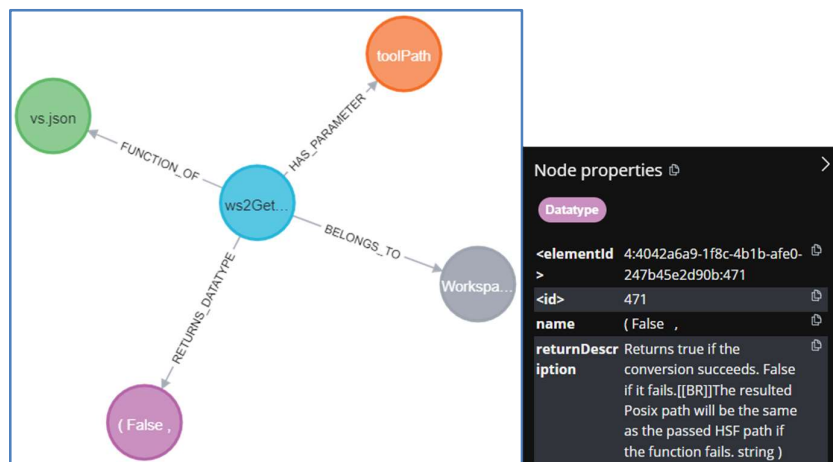 toolPath
vs.json
HAS_PARAMETER
FUNCTION_OF
ws2Get...
BELONGS_TO
Workspa...
RETURNS_DATATYPE
( False ,
Node properties
Datatype
<elementId
>
4:4042a6a9-1f8c-4b1b-afe0-
247b45e2d90b:471
<id> 471
name ( False ,
returnDescr
iption
Returns true if the
conversion succeeds. False
if it fails.[[BR]]The resulted
Posix path will be the same
as the passed HSF path if
the function fails. string )